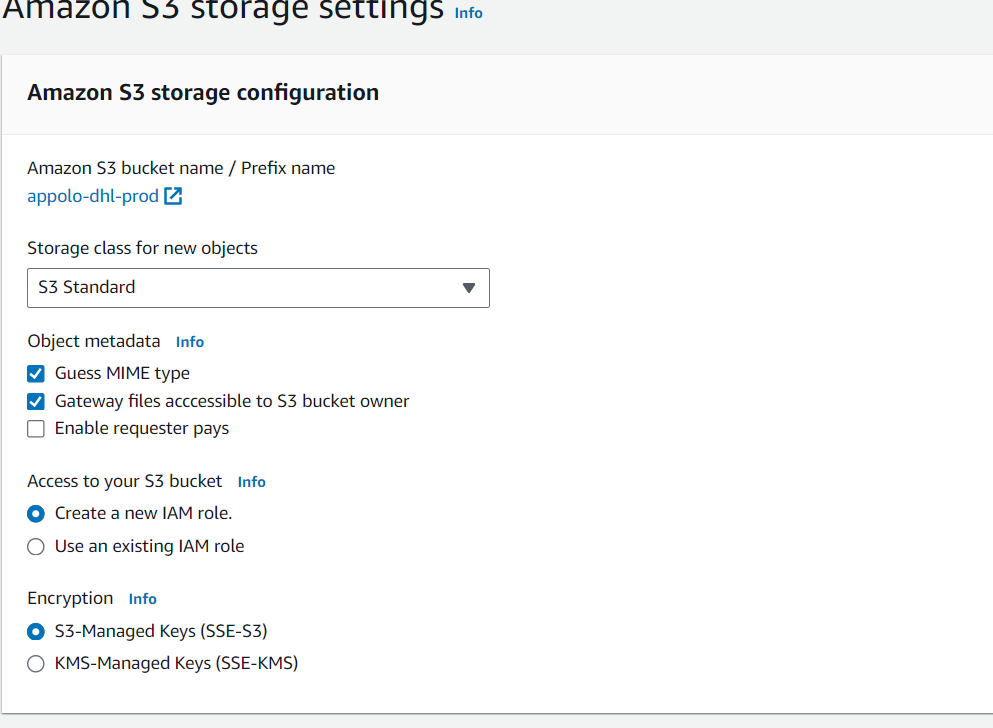 Amazon S3 storage settings Info
Amazon S3 storage configuration
Amazon S3 bucket name / Prefix name
appolo-dhl-prod
Storage class for new objects
S3 Standard
Object metadata Info
Guess MIME type
Gateway files acccessible to S3 bucket owner
Enable requester pays
Access to your S3 bucket Info
Create a new IAM role.
Use an existing IAM role
Encryption Info
S3-Managed Keys (SSE-S3)
KMS-Managed Keys (SSE-KMS)